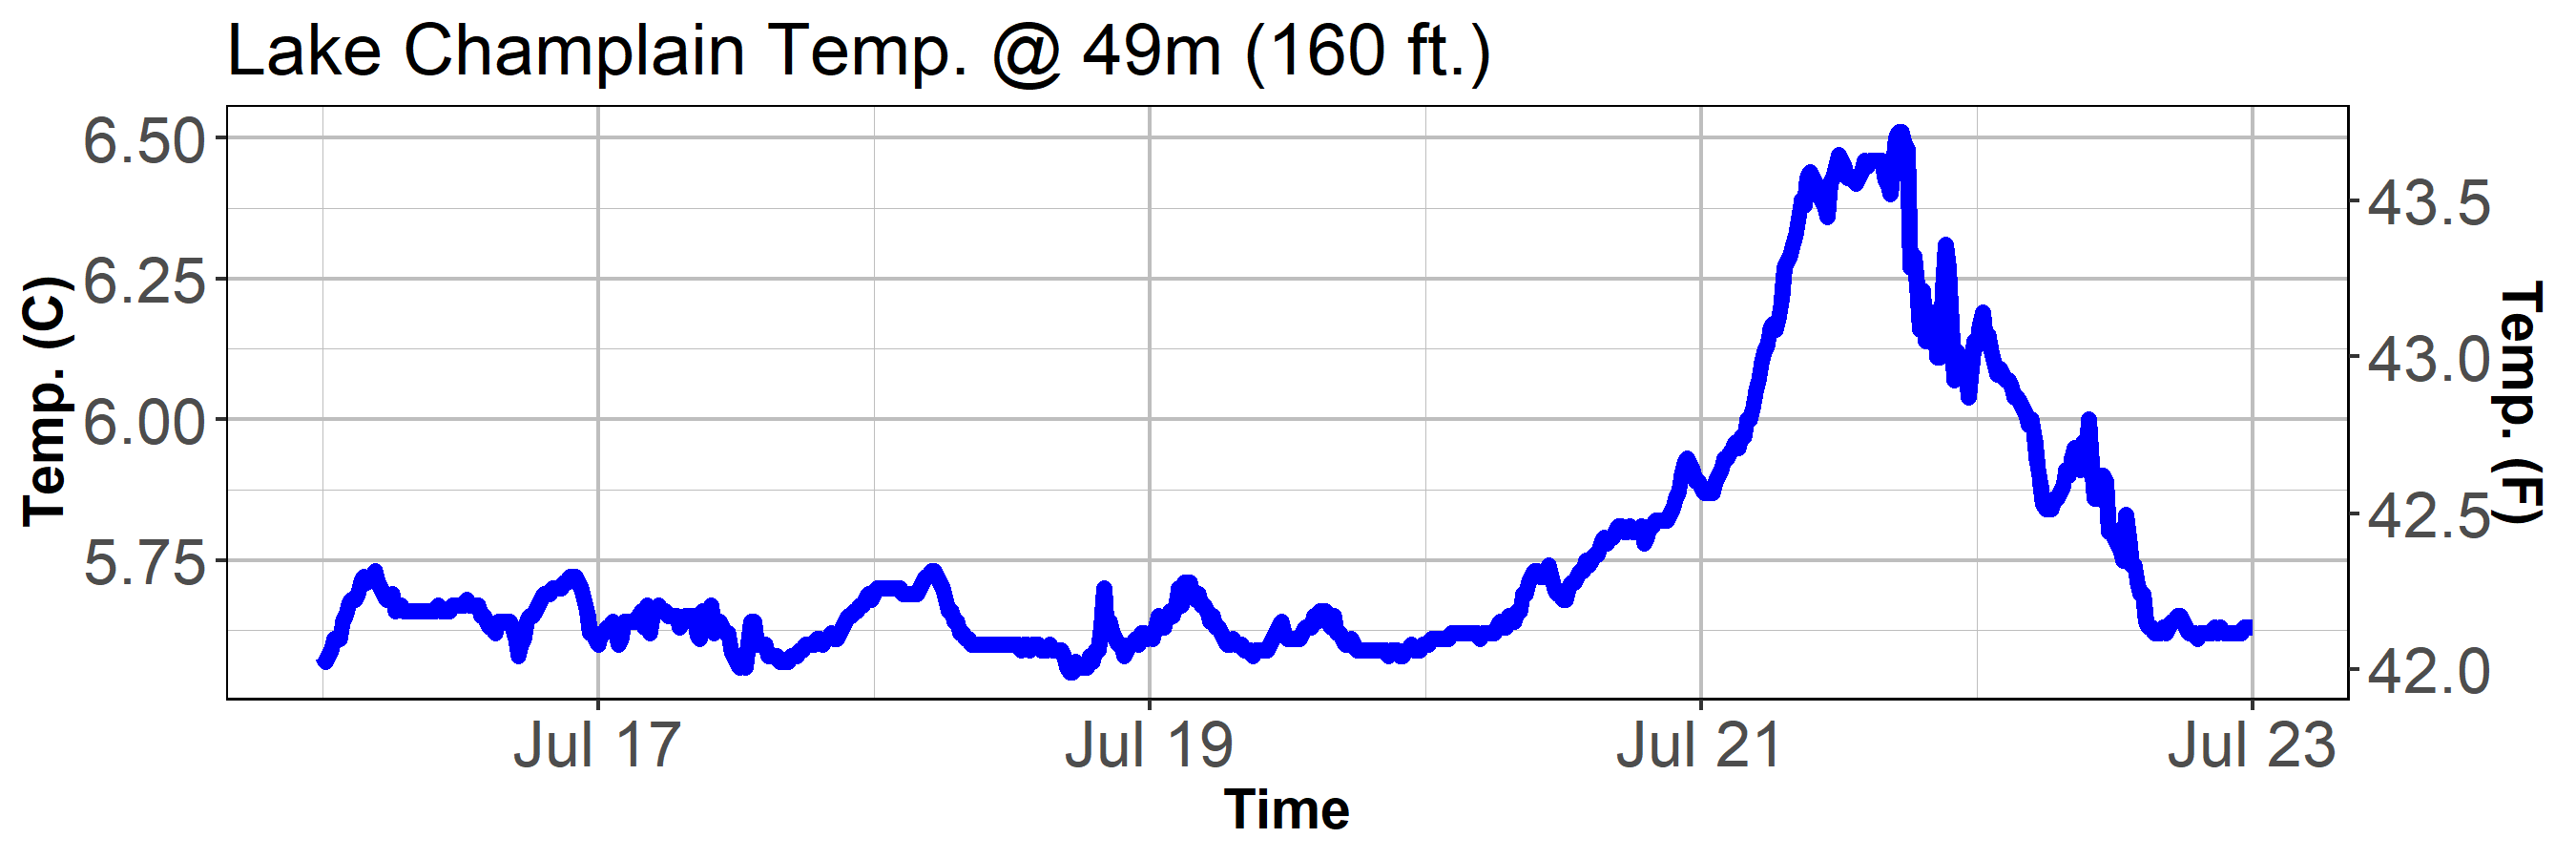 Lake Champlain Temp. @ 49m (160 ft.)
Temp. (C)
6.50
6.25
6.00
5.75
43.5
43.0
42.5
42.0
Temp. (F)
Jul 17
Jul 19
Jul 21
Jul 23
Time